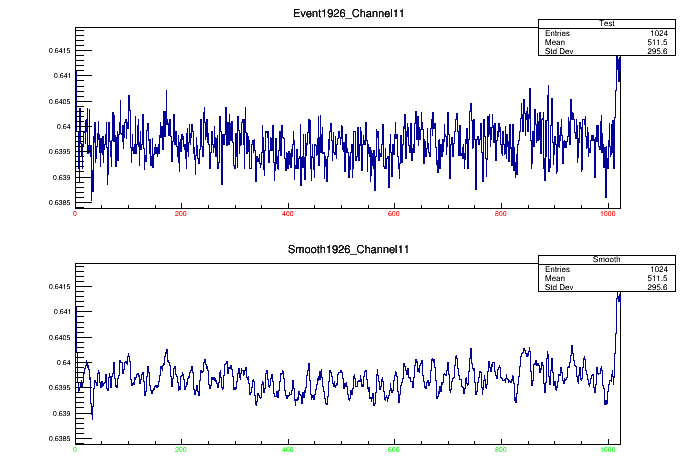 Event1926_Channel11
Test
Entries 1024
Mean 511.5
Std Dev 295.6
0.6415
0.641
0.6405
0.64
0.6395
0.639
0.6385
0 200 400 600 800 1000
Smooth1926_Channel11
Smooth
Entries 1024
Mean 511.5
Std Dev 295.6
0.6415
0.641
0.6405
0.64
0.6395
0.639
0.6385
0 200 400 600 800 1000